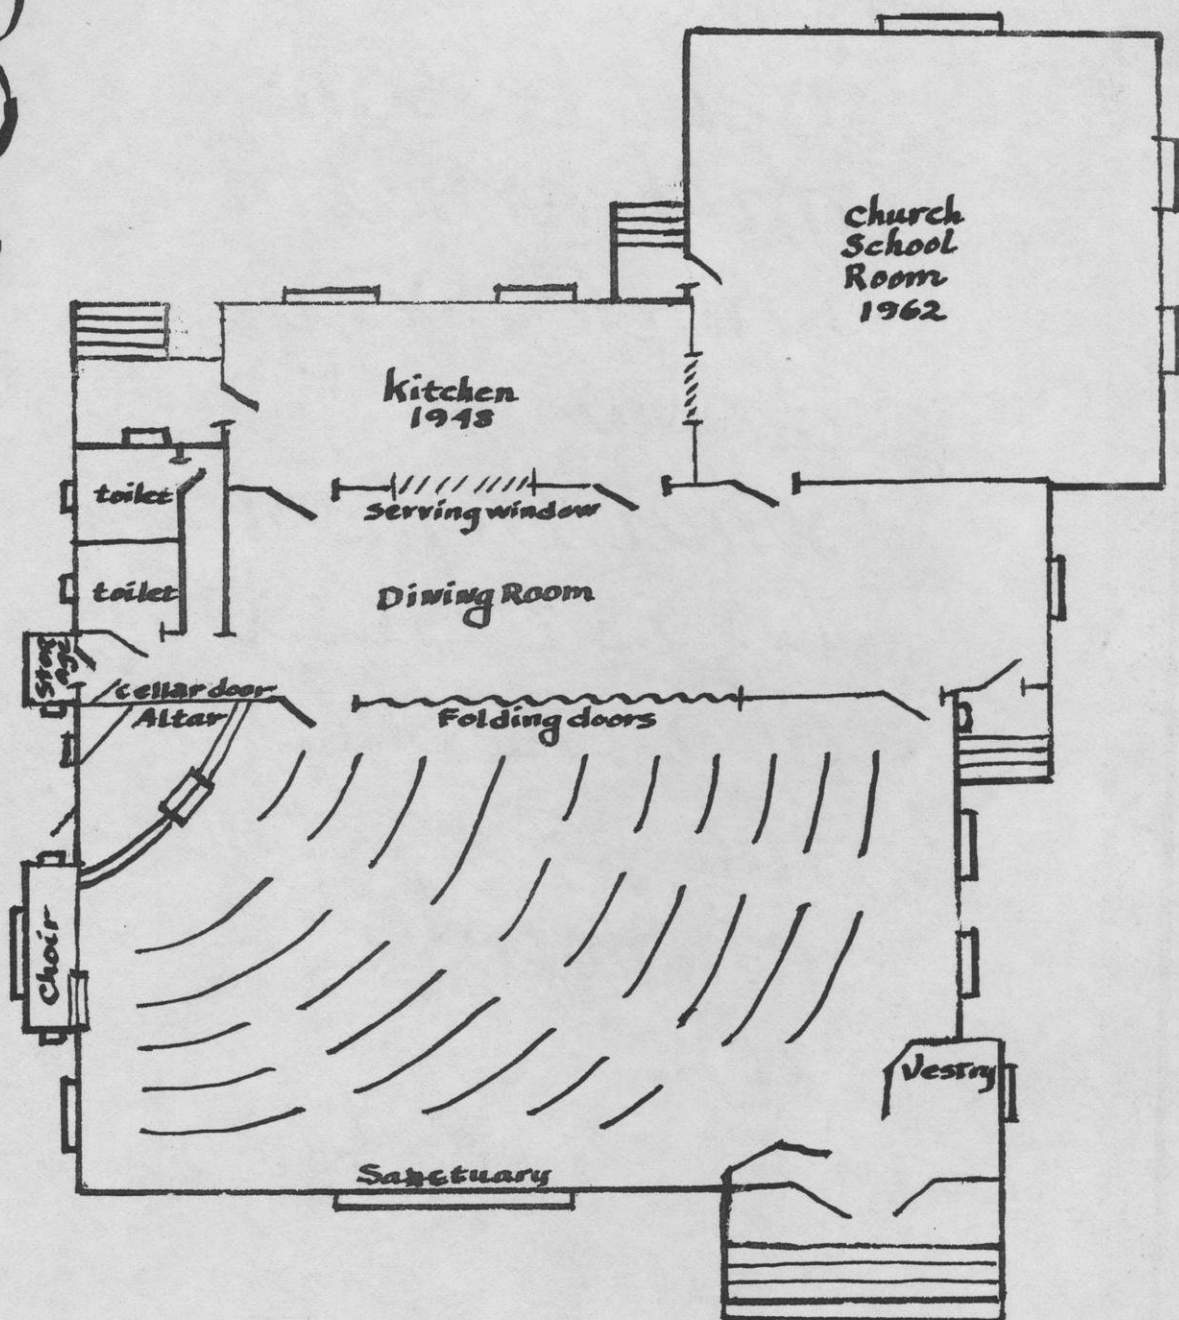 Church
School
Room
1962
Kitchen
1948
toilet
serving window
toilet
Dining Room
Storage
cellar door
Altar
Folding doors
Choir
Vestry
Sanctuary